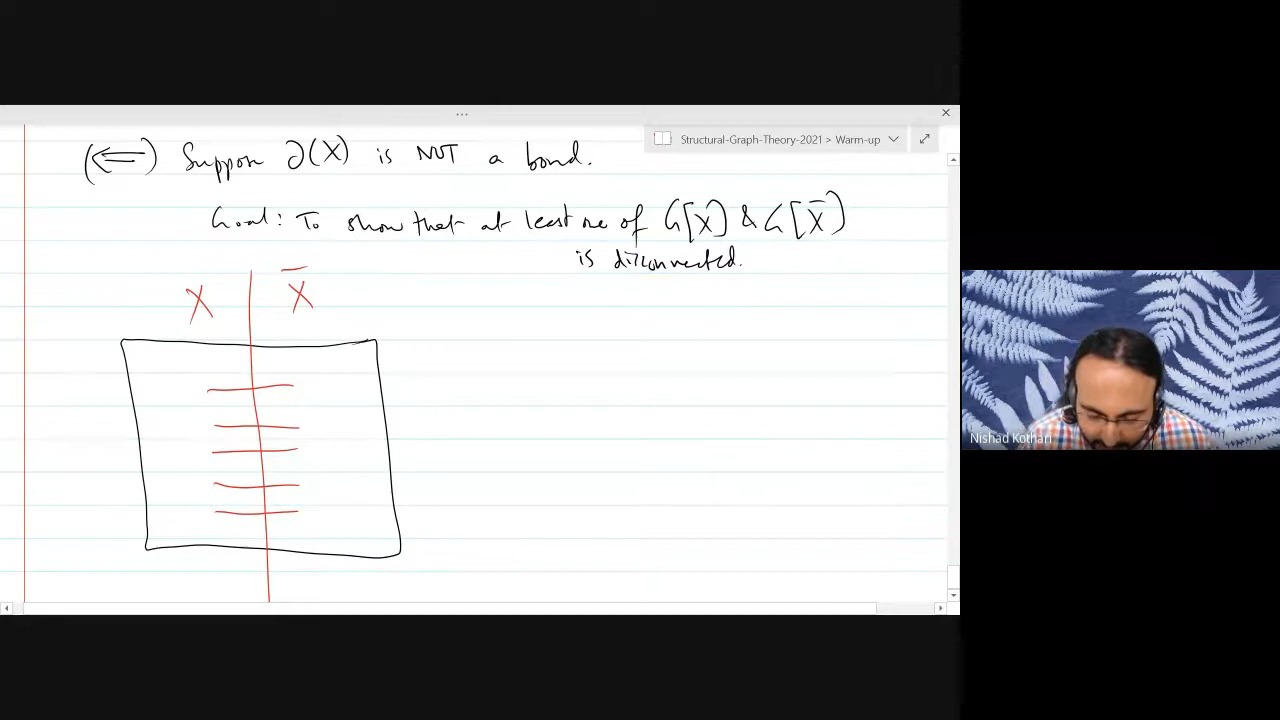 Structural-Graph-Theory-2021 > Warm-up
(⇐) Suppon ∂(X) is NOT a bond.
Goal: To show that at least one of G[X] & G[X̄]
is disconnected.
X X̄
Nishad Kothari